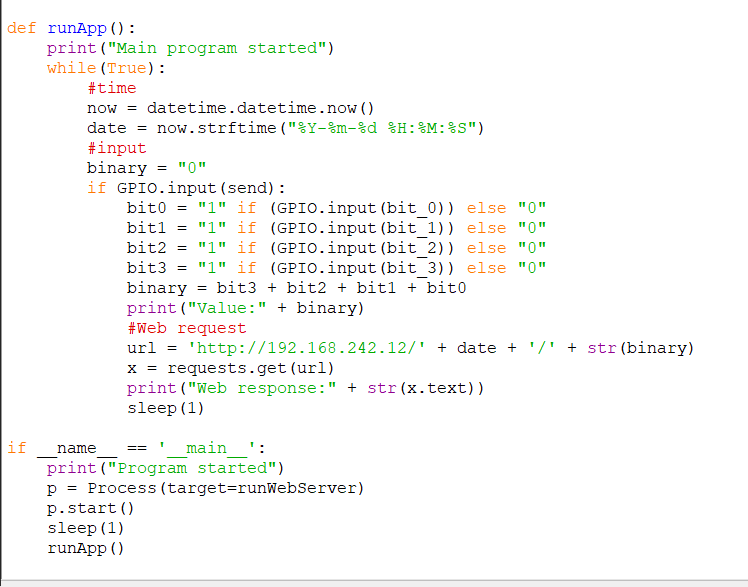 def runApp():
    print("Main program started")
    while(True):
        #time
        now = datetime.datetime.now()
        date = now.strftime("%Y-%m-%d %H:%M:%S")
        #input
        binary = "0"
        if GPIO.input(send):
            bit0 = "1" if (GPIO.input(bit_0)) else "0"
            bit1 = "1" if (GPIO.input(bit_1)) else "0"
            bit2 = "1" if (GPIO.input(bit_2)) else "0"
            bit3 = "1" if (GPIO.input(bit_3)) else "0"
            binary = bit3 + bit2 + bit1 + bit0
            print("Value:" + binary)
            #Web request
            url = 'http://192.168.242.12/' + date + '/' + str(binary)
            x = requests.get(url)
            print("Web response:" + str(x.text))
            sleep(1)

if __name__ == '__main__':
    print("Program started")
    p = Process(target=runWebServer)
    p.start()
    sleep(1)
    runApp()